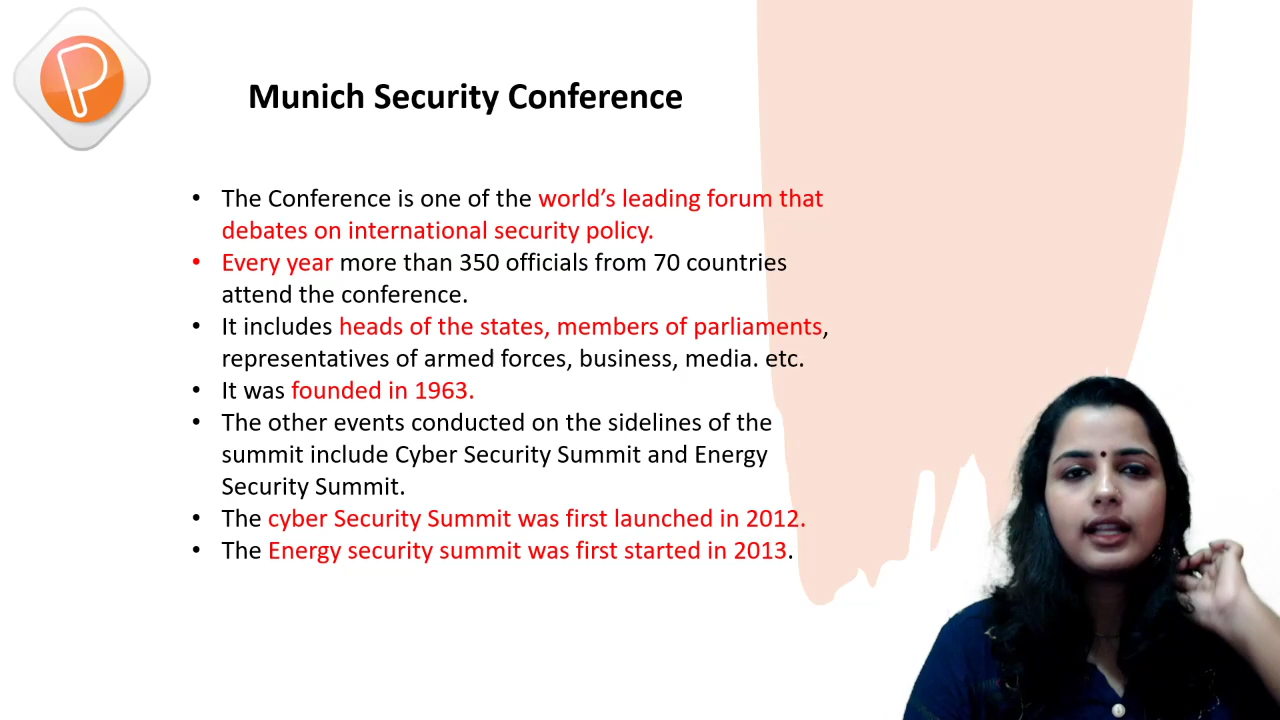 P
Munich Security Conference
• The Conference is one of the world’s leading forum that
debates on international security policy.
• Every year more than 350 officials from 70 countries
attend the conference.
• It includes heads of the states, members of parliaments,
representatives of armed forces, business, media. etc.
• It was founded in 1963.
• The other events conducted on the sidelines of the
summit include Cyber Security Summit and Energy
Security Summit.
• The cyber Security Summit was first launched in 2012.
• The Energy security summit was first started in 2013.